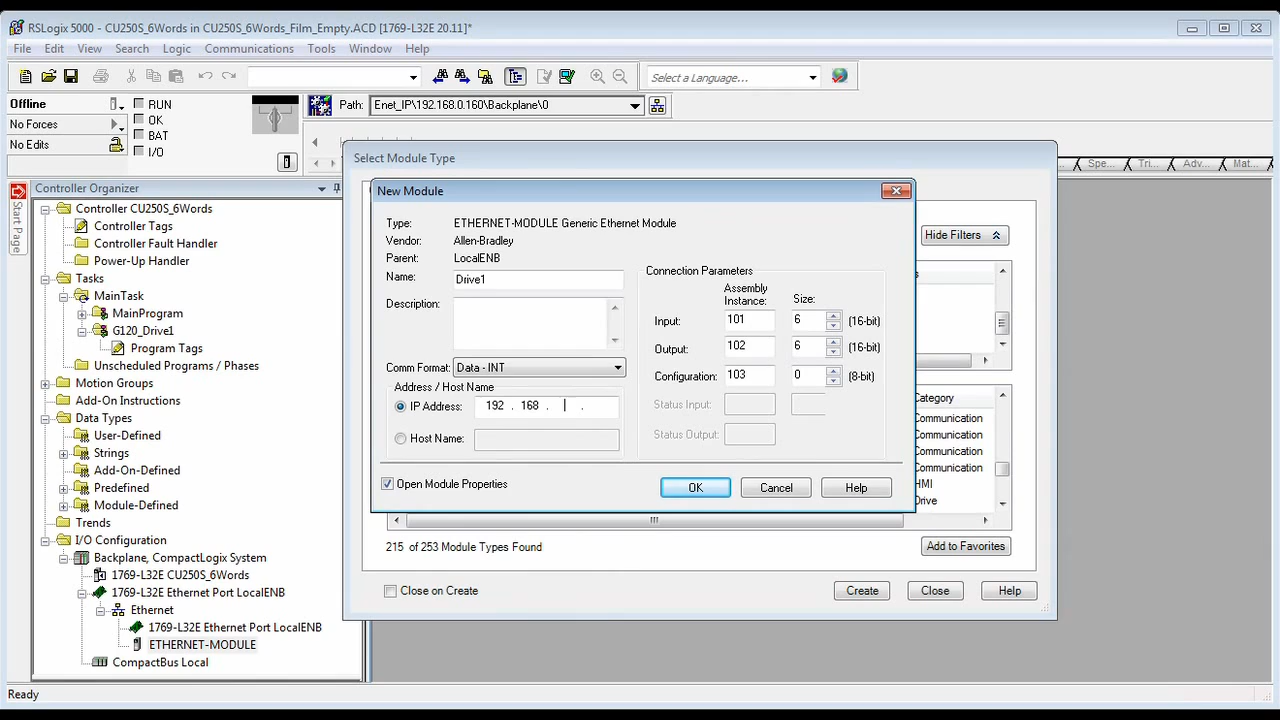 RSLogix 5000 - CU250S_6Words in CU250S_6Words_Film_Empty.ACD [1769-L32E 20.11]*
File Edit View Search Logic Communications Tools Window Help
Select a Language...
Offline
RUN
No Forces
OK
No Edits
BAT
I/O
Path: Enet_IP\192.168.0.160\Backplane\0
Spe... Tri... Adv... Mat...
Start Page
Controller Organizer
Controller CU250S_6Words
Controller Tags
Controller Fault Handler
Power-Up Handler
Tasks
MainTask
MainProgram
G120_Drive1
Program Tags
Unscheduled Programs / Phases
Motion Groups
Add-On Instructions
Data Types
User-Defined
Strings
Add-On-Defined
Predefined
Module-Defined
Trends
I/O Configuration
Backplane, CompactLogix System
1769-L32E CU250S_6Words
1769-L32E Ethernet Port LocalENB
Ethernet
1769-L32E Ethernet Port LocalENB
ETHERNET-MODULE
CompactBus Local
Select Module Type
Hide Filters
New Module
Type: ETHERNET-MODULE Generic Ethernet Module
Vendor: Allen-Bradley
Parent: LocalENB
Name: Drive1
Description:
Comm Format: Data - INT
Address / Host Name
IP Address: 192 . 168 . .
Host Name:
Open Module Properties
Connection Parameters
Assembly
Instance: Size:
Input: 101 6 (16-bit)
Output: 102 6 (16-bit)
Configuration: 103 0 (8-bit)
Status Input:
Status Output:
OK Cancel Help
Category
Communication
Communication
Communication
Communication
HMI
Drive
215 of 253 Module Types Found
Add to Favorites
Close on Create
Create Close Help
Ready